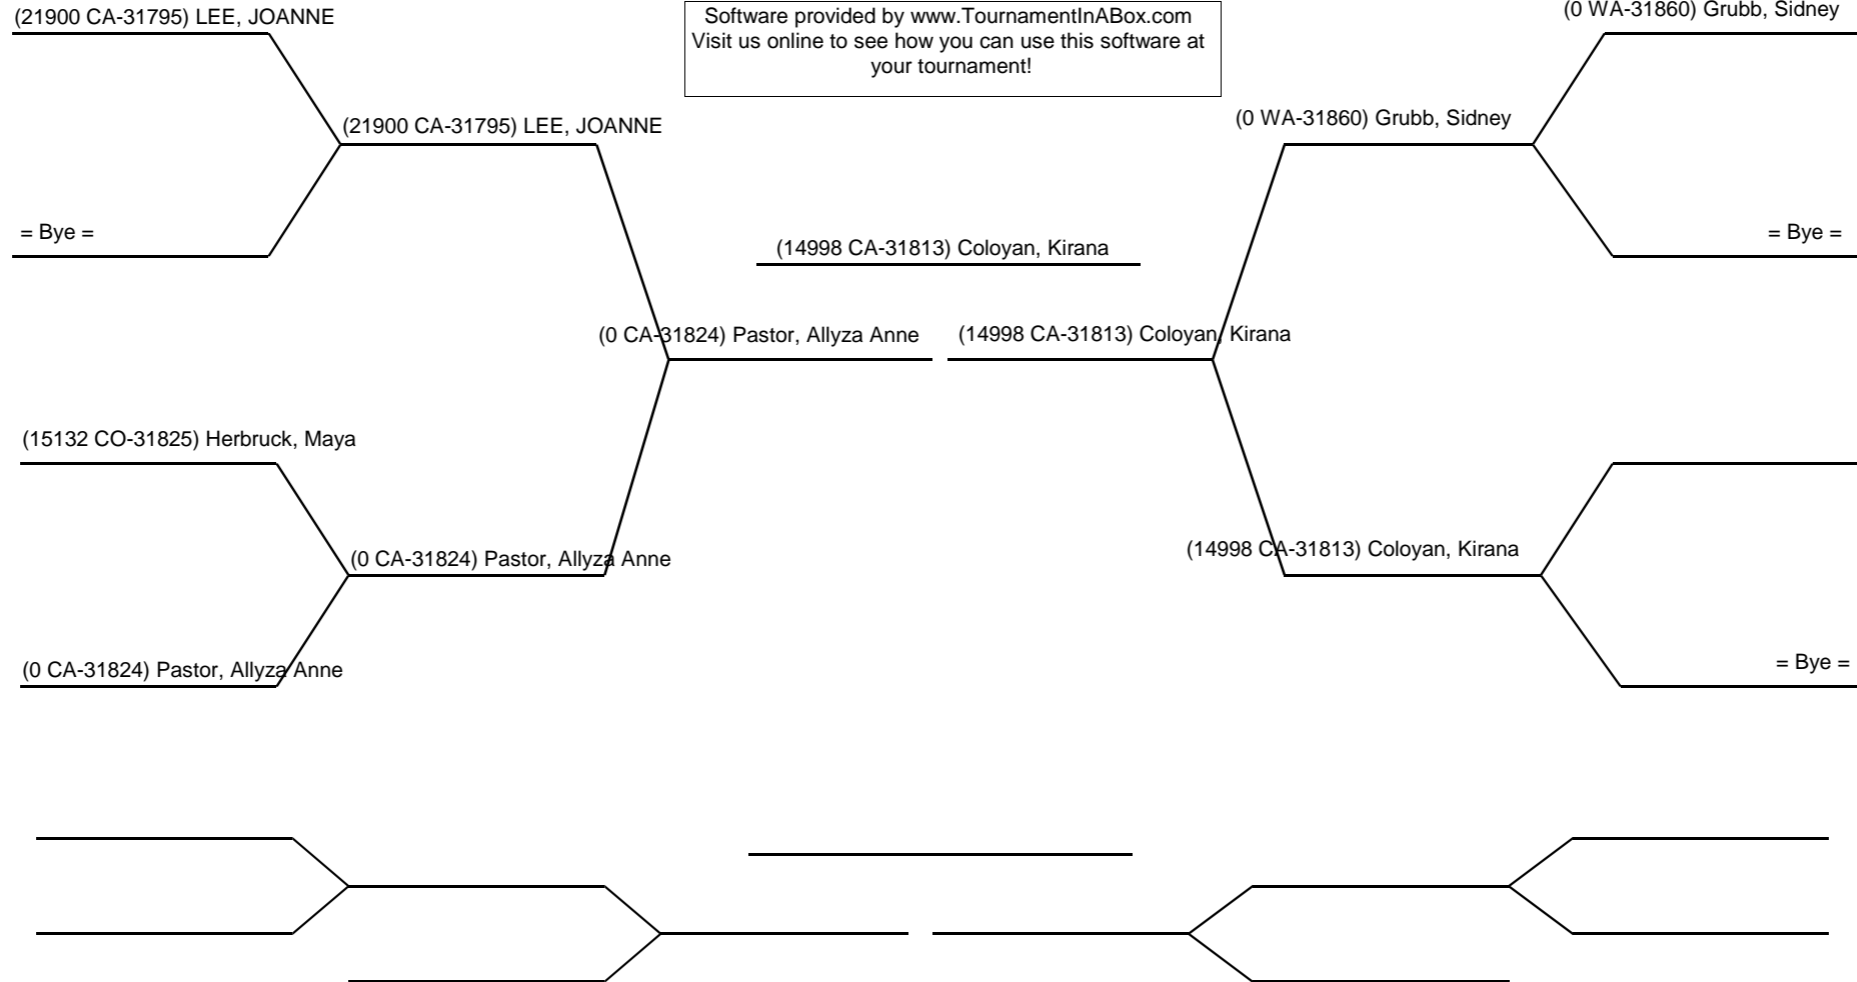 (21900 CA-31795) LEE, JOANNE
Software provided by www.TournamentInABox.com
Visit us online to see how you can use this software at
your tournament!
(0 WA-31860) Grubb, Sidney
(21900 CA-31795) LEE, JOANNE
(0 WA-31860) Grubb, Sidney
= Bye =
= Bye =
(14998 CA-31813) Coloyan, Kirana
(0 CA-31824) Pastor, Allyza Anne
(14998 CA-31813) Coloyan, Kirana
(15132 CO-31825) Herbruck, Maya
(0 CA-31824) Pastor, Allyza Anne
(14998 CA-31813) Coloyan, Kirana
(0 CA-31824) Pastor, Allyza Anne
= Bye =